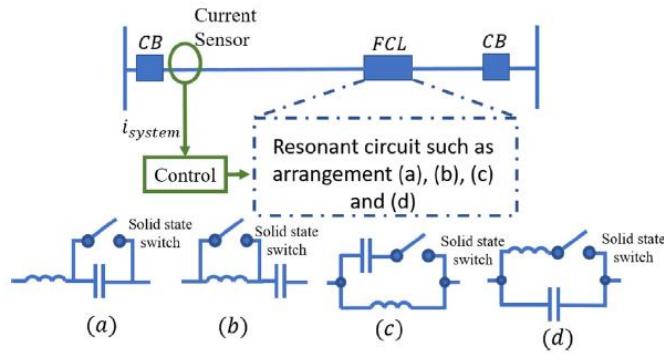 Current
Sensor
CB
FCL
CB
i_system
Control
Resonant circuit such as
arrangement (a), (b), (c)
and (d)
Solid state
switch
Solid state
switch
Solid state
switch
Solid state
switch
(a)
(b)
(c)
(d)